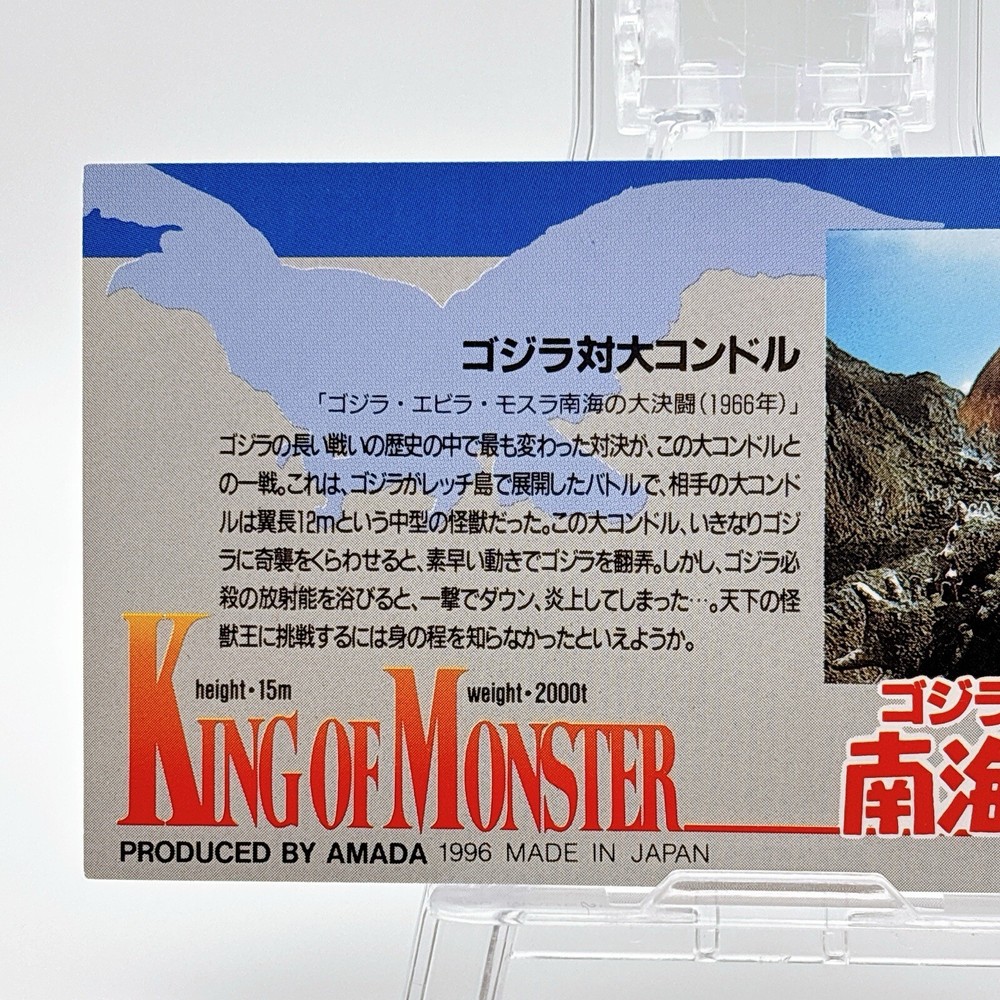 ゴジラ対大コンドル
「ゴジラ・エビラ・モスラ南海の大決闘(1966年)」
ゴジラの長い戦いの歴史の中で最も変わった対決が、この大コンドルと
の一戦。これは、ゴジラがレッチ島で展開したバトルで、相手の大コンド
ルは翼長12mという中型の怪獣だった。この大コンドル、いきなりゴジ
ラに奇襲をくらわせると、素早い動きでゴジラを翻弄。しかし、ゴジラ必
殺の放射能を浴びると、一撃でダウン、炎上してしまった…。天下の怪
獣王に挑戦するには身の程を知らなかったといえようか。
height・15m weight・2000t
KING OF MONSTER
ゴジラ
南海
PRODUCED BY AMADA 1996 MADE IN JAPAN